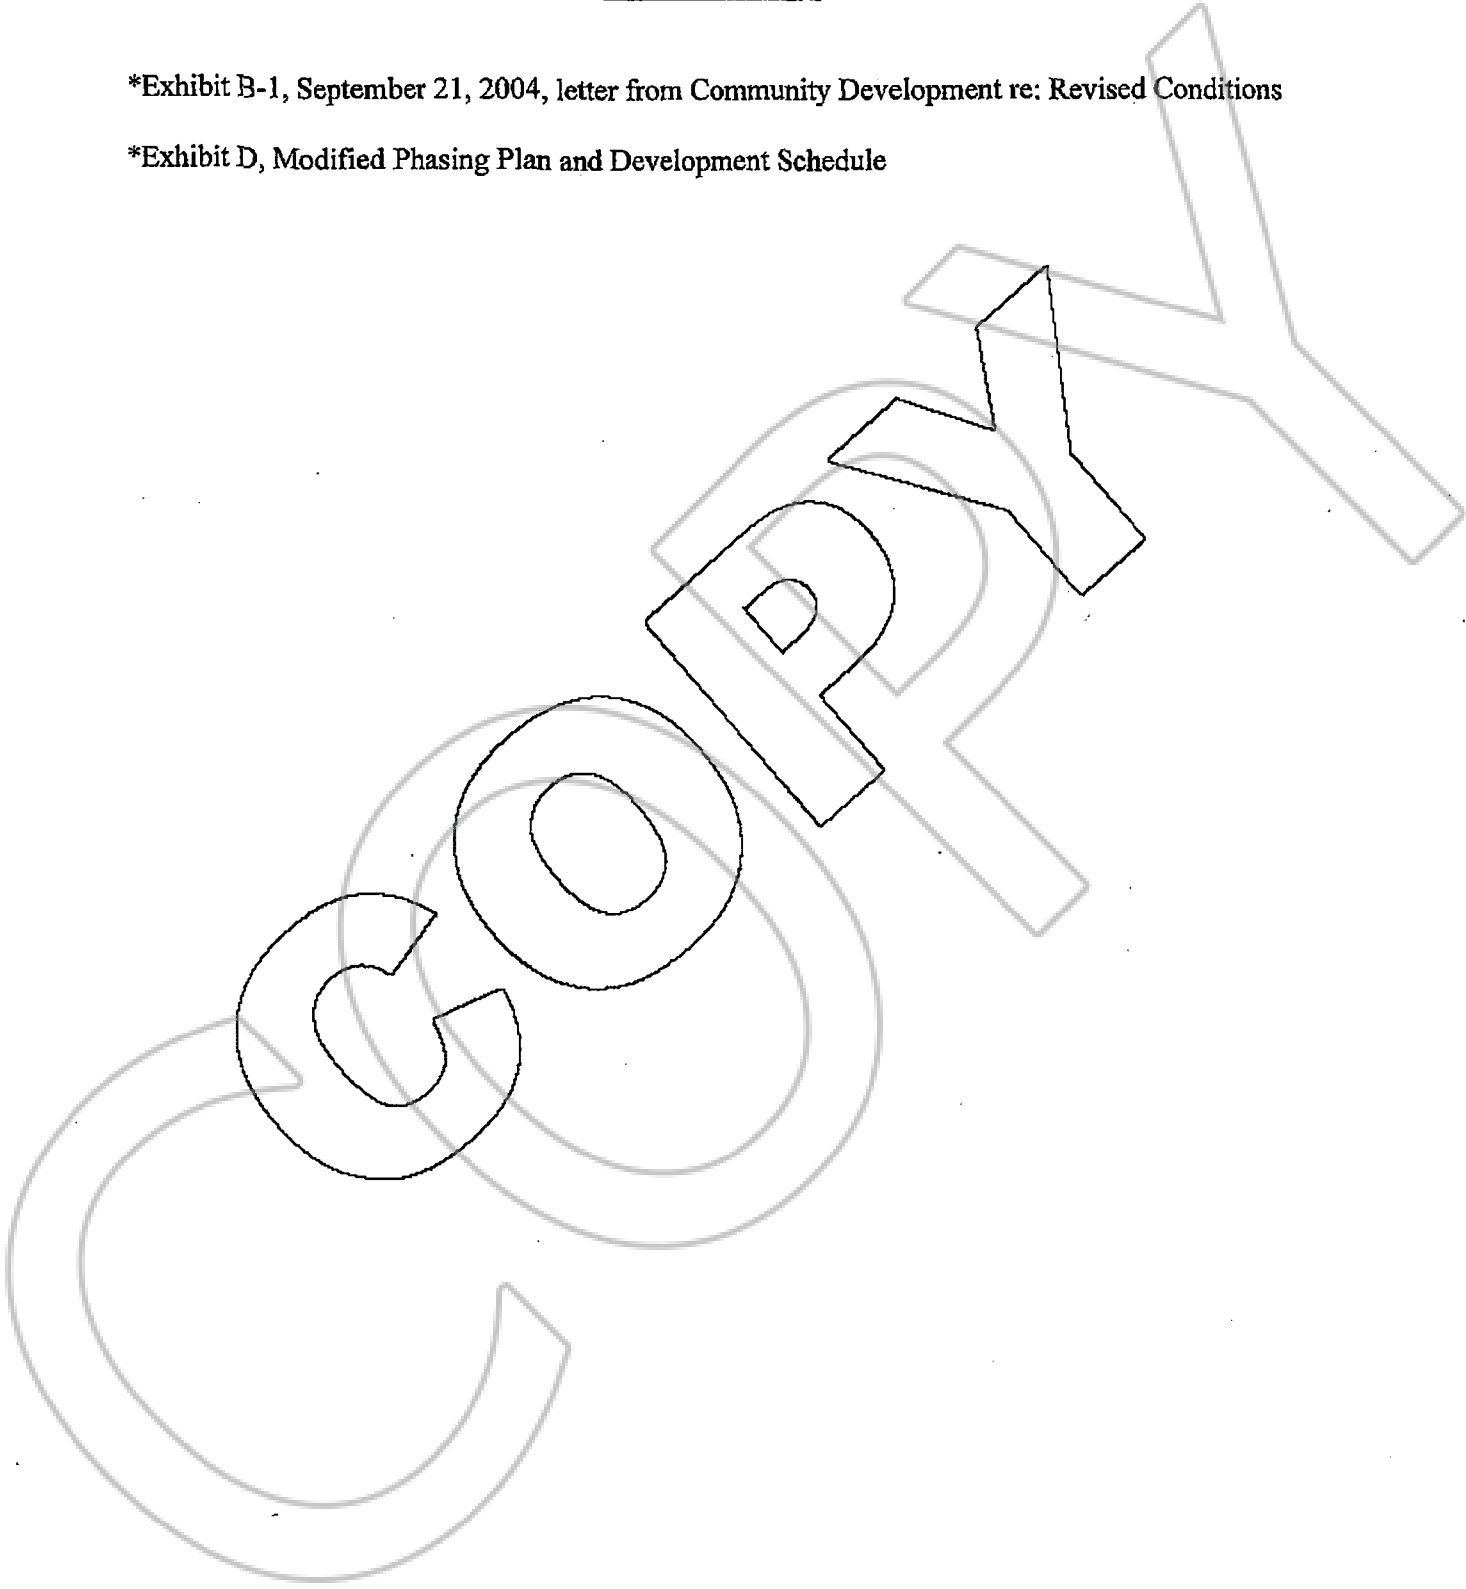 *Exhibit B-1, September 21, 2004, letter from Community Development re: Revised Conditions
*Exhibit D, Modified Phasing Plan and Development Schedule
COPY
COPY